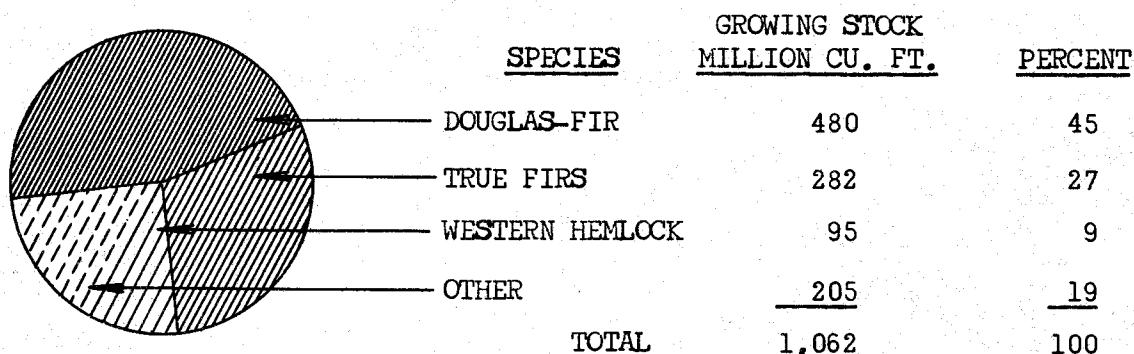 GROWING STOCK
SPECIES MILLION CU. FT. PERCENT
DOUGLAS-FIR 480 45
TRUE FIRS 282 27
WESTERN HEMLOCK 95 9
OTHER 205 19
TOTAL 1,062 100